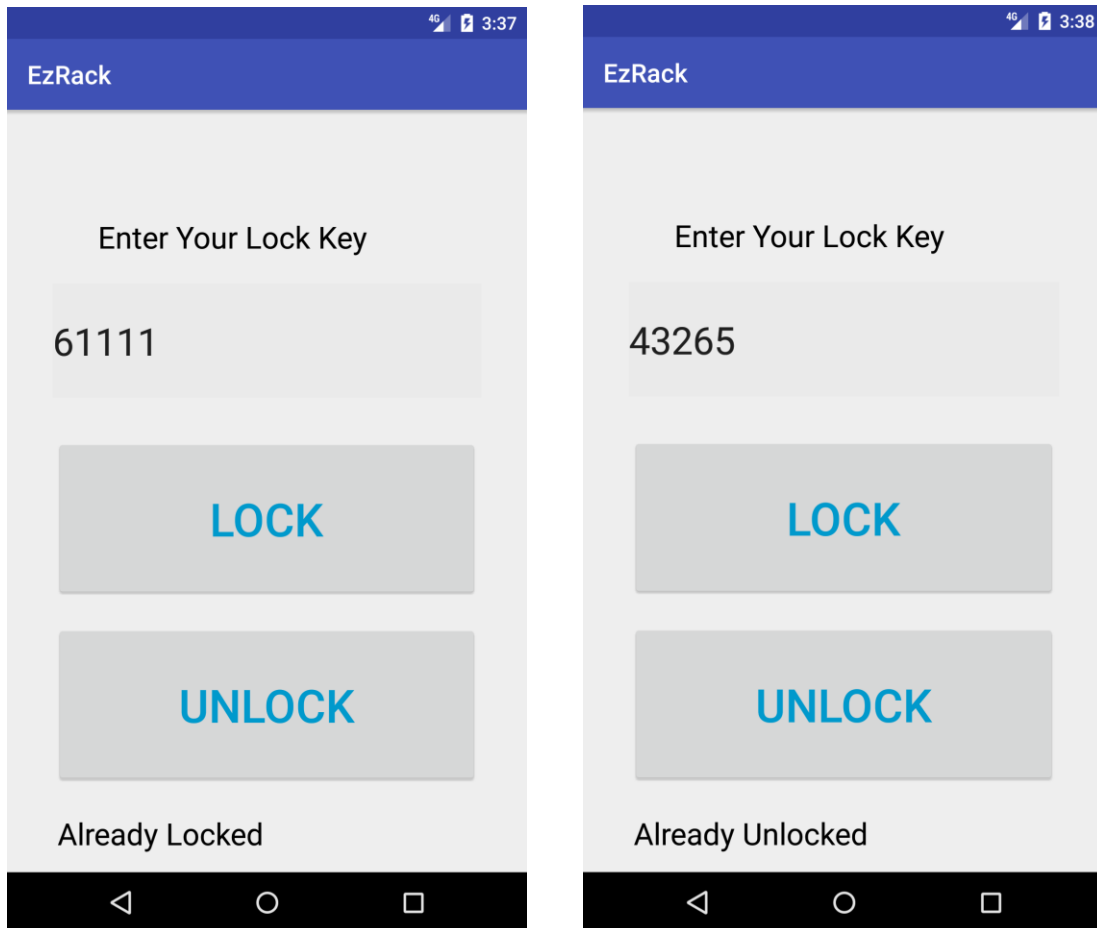 4G 3:37
EzRack
Enter Your Lock Key
61111
LOCK
UNLOCK
Already Locked
4G 3:38
EzRack
Enter Your Lock Key
43265
LOCK
UNLOCK
Already Unlocked